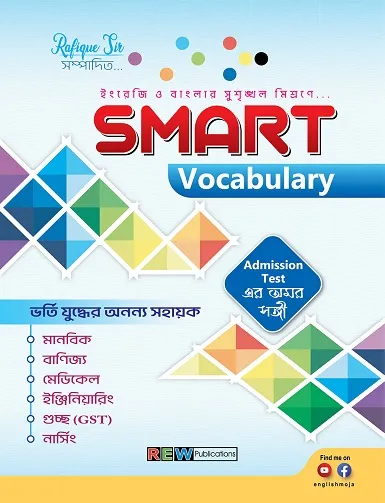 Rafique Sir
সম্পাদিত...
ইংরেজি ও বাংলার সুশৃঙ্খল মিশ্রণে...
SMART
Vocabulary
Admission
Test
এর অমর
সঙ্গী
ভর্তি যুদ্ধের অনন্য সহায়ক
মানবিক
বাণিজ্য
মেডিকেল
ইঞ্জিনিয়ারিং
গুচ্ছ (GST)
নার্সিং
REW Publications
Find me on
englishmoja